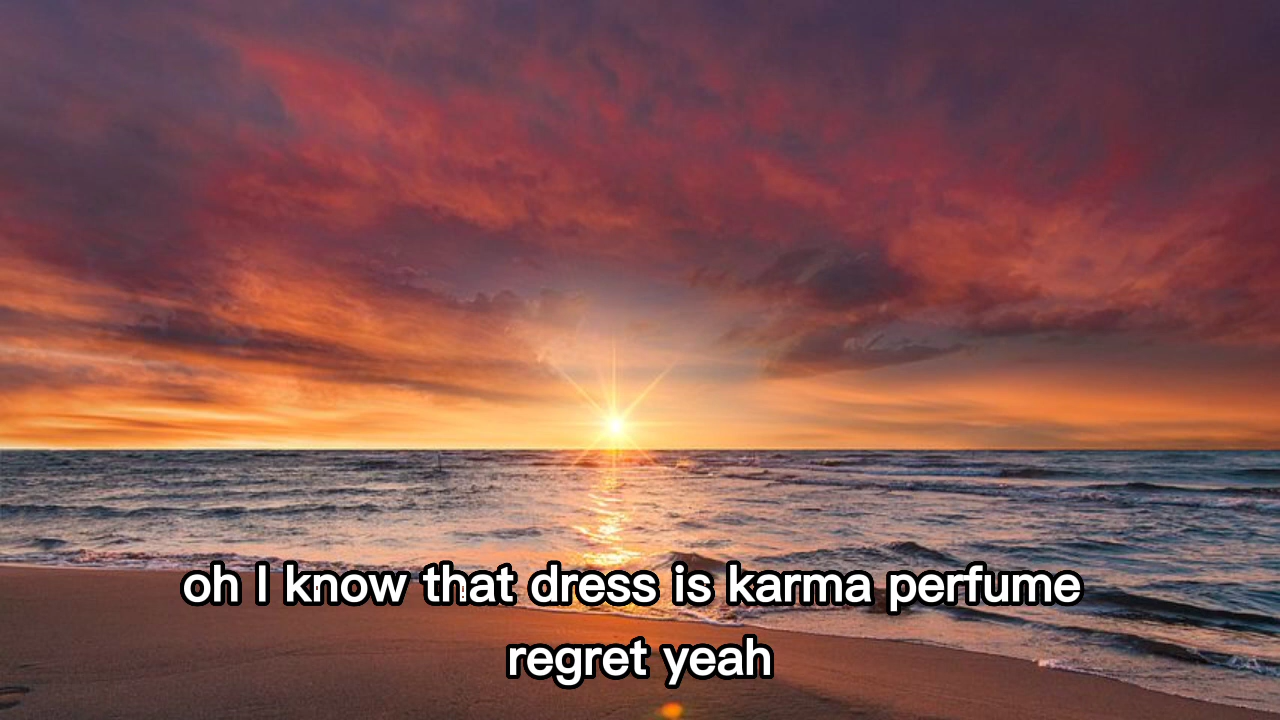 oh I know that dress is karma perfume
regret yeah